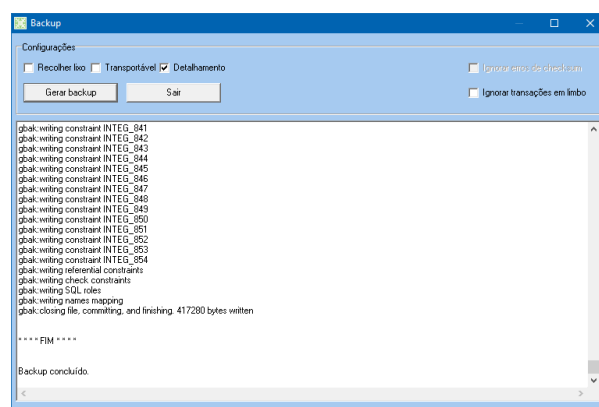 Backup
Configurações
Recolher lixo Transportável Detalhamento
Ignorar erros de checksum
Gerar backup Sair
Ignorar transações em limbo
gbak:writing constraint INTEG_841
gbak:writing constraint INTEG_842
gbak:writing constraint INTEG_843
gbak:writing constraint INTEG_844
gbak:writing constraint INTEG_845
gbak:writing constraint INTEG_846
gbak:writing constraint INTEG_847
gbak:writing constraint INTEG_848
gbak:writing constraint INTEG_849
gbak:writing constraint INTEG_850
gbak:writing constraint INTEG_851
gbak:writing constraint INTEG_852
gbak:writing constraint INTEG_853
gbak:writing constraint INTEG_854
gbak:writing referential constraints
gbak:writing check constraints
gbak:writing SQL roles
gbak:writing names mapping
gbak:closing file, committing, and finishing. 417280 bytes written
* * * * FIM * * * *
Backup concluído.